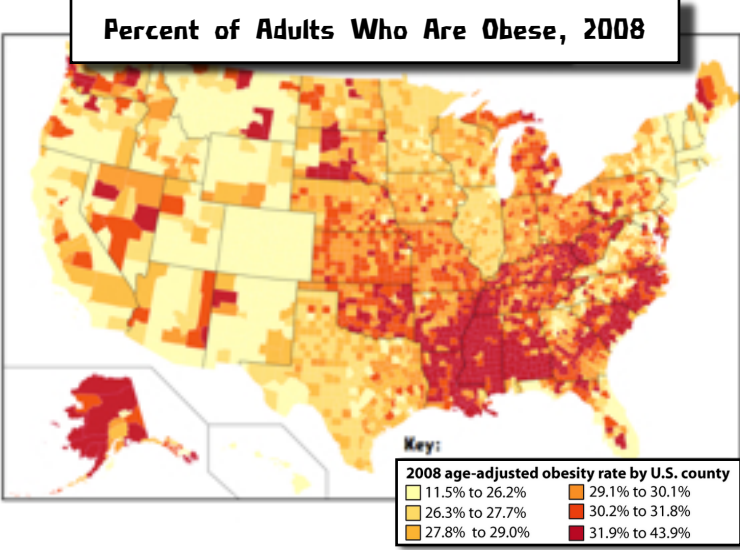 Percent of Adults Who Are Obese, 2008
Key:
2008 age-adjusted obesity rate by U.S. county
11.5% to 26.2%
29.1% to 30.1%
26.3% to 27.7%
30.2% to 31.8%
27.8% to 29.0%
31.9% to 43.9%